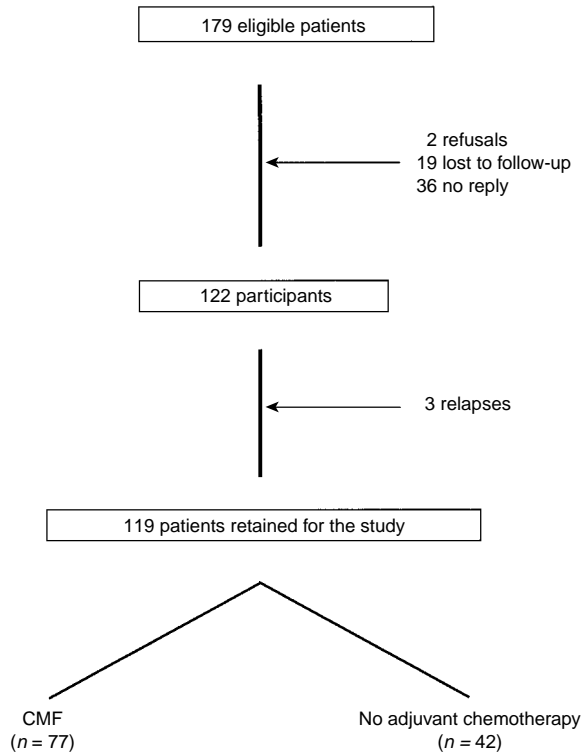 179 eligible patients
2 refusals
19 lost to follow-up
36 no reply
122 participants
3 relapses
119 patients retained for the study
CMF
(n = 77)
No adjuvant chemotherapy
(n = 42)